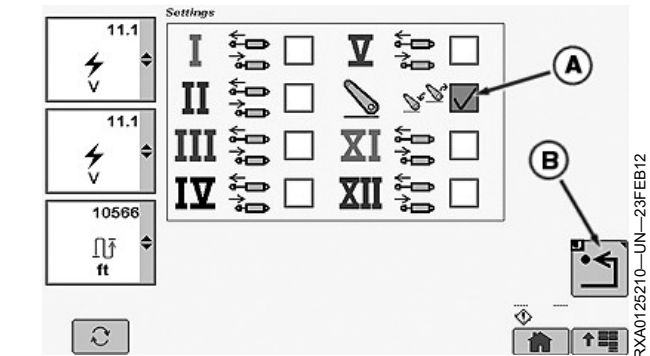 Settings
11.1
V
11.1
V
10566
ft
I
II
III
IV
V
XI
XII
A
B
RXA0125210—UN—23FEB12